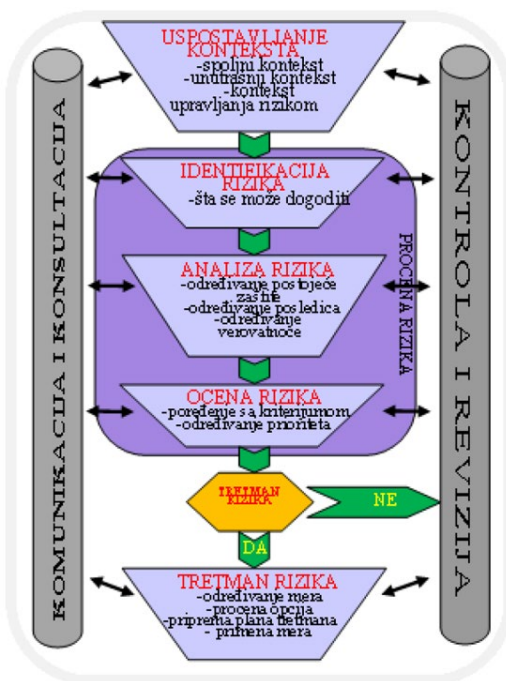 USPOSTAVLJANJE
KONTEKSTA
-spoljni kontekst
-unutrasnji kontekst
-kontekst
upravljanja rizikom
IDENTIFIKACIJA
RIZIKA
-šta se može dogoditi
ANALIZA RIZIKA
-određivanje postojeće
zastite
-određivanje posledica
-određivanje
verovatnoće
OCENA RIZIKA
-poređenje sa kriterijumom
-određivanje prioriteta
PROCENA RIZIKA
TRETMAN
RIZIKA
NE
DA
TRETMAN RIZIKA
-određivanje mera
-procena opcija
-priprema plana tretmana
- primena mera
KOMUNIKACIJA I KONSULTACIJA
KONTROLA I REVIZIJA